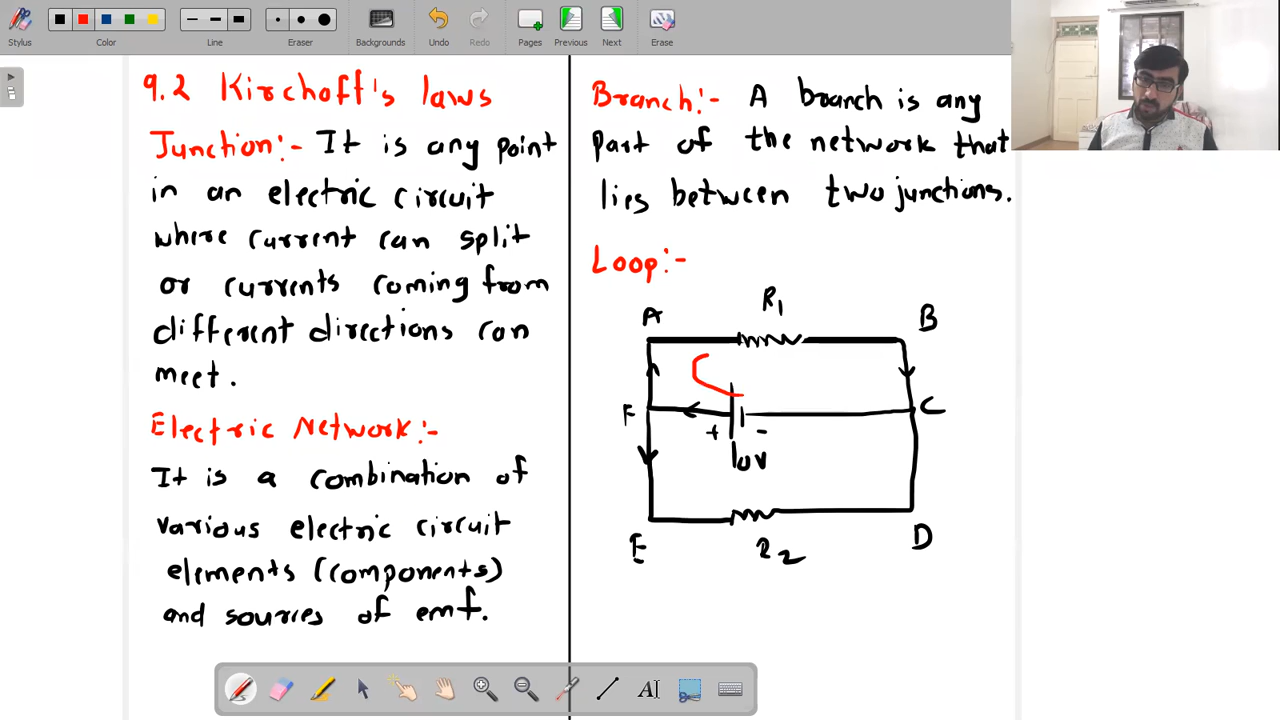 Stylus
Color
Line
Eraser
Backgrounds
Undo
Redo
Pages
Previous
Next
Erase
9.2 Kirchoff's laws
Junction:- It is any point
in an electric circuit
where current can split
or currents coming from
different directions can
meet.
Electric Network:-
It is a combination of
various electric circuit
elements (components)
and sources of emf.
Branch:- A branch is any
part of the network that
lies between two junctions.
Loop:-
R1
A
B
F
C
+
-
10V
E
R2
D
AI